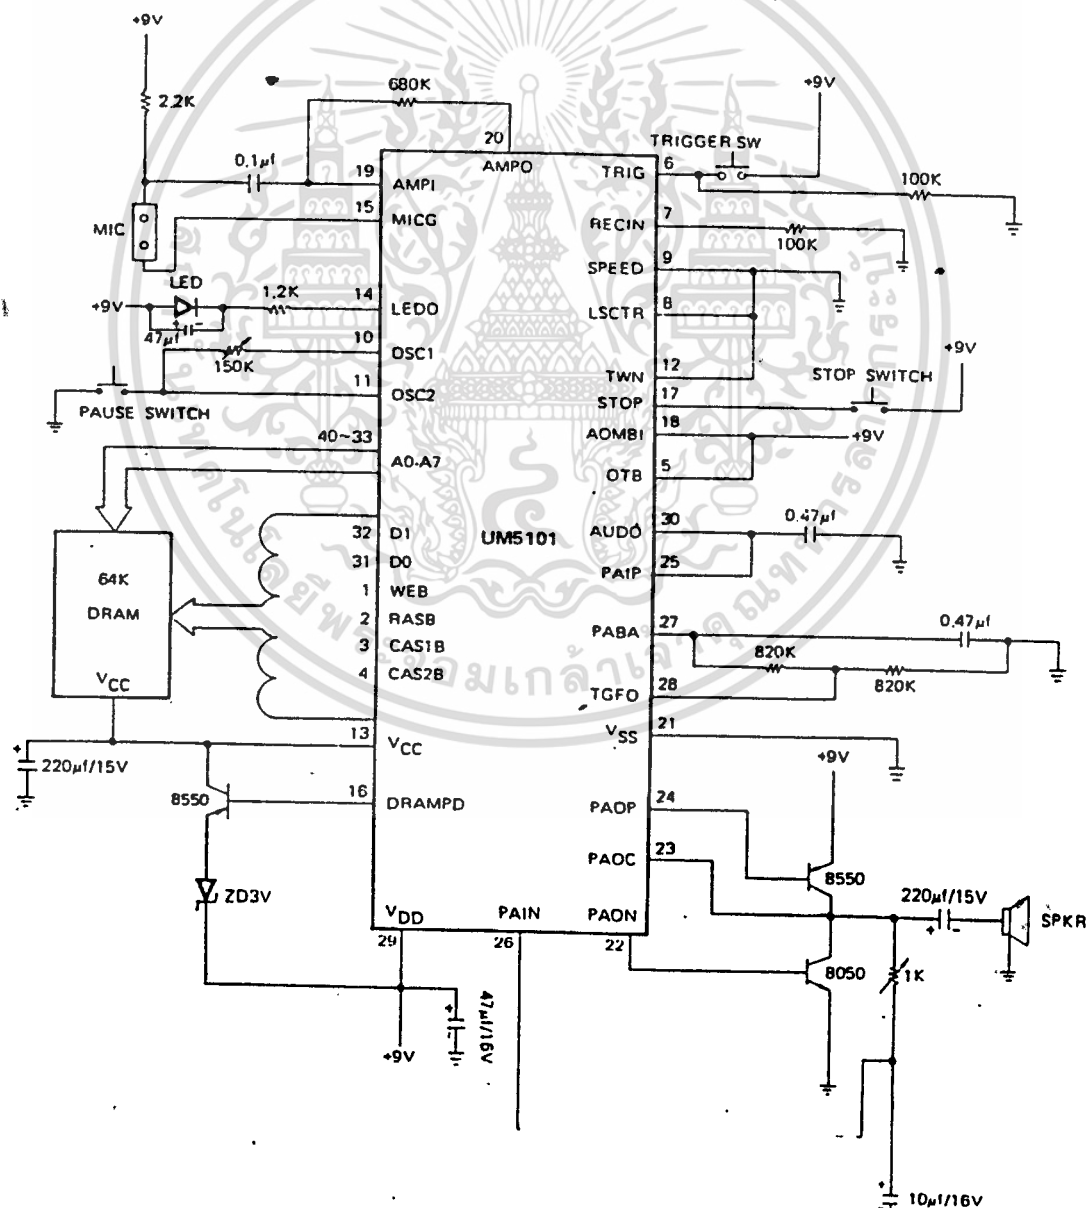 +9V
2.2K
680K
20
AMPO
0.1μf
19
AMPI
15
MICG
MIC
LED
+9V
47μf
+ -
1.2K
14
LEDO
10
OSC1
150K
11
OSC2
PAUSE SWITCH
40~33
A0-A7
64K
DRAM
VCC
32
D1
31
D0
1
WEB
2
RASB
3
CAS1B
4
CAS2B
13
VCC
+
220μf/15V
8550
16
DRAMPD
ZD3V
VDD
29
+9V
+
-
47μf/16V
PAIN
26
PAON
22
UM5101
+9V
TRIGGER SW
6
TRIG
100K
7
RECIN
100K
9
SPEED
8
LSCTR
12
TWN
17
STOP
STOP SWITCH
+9V
18
AOMBI
+9V
5
OTB
30
AUDO
0.47μf
25
PAIP
27
PABA
0.47μf
820K
820K
28
TGFO
21
VSS
+9V
24
PAOP
23
PAOC
8550
8050
220μf/15V
+ -
SPKR
1K
+
10μf/16V